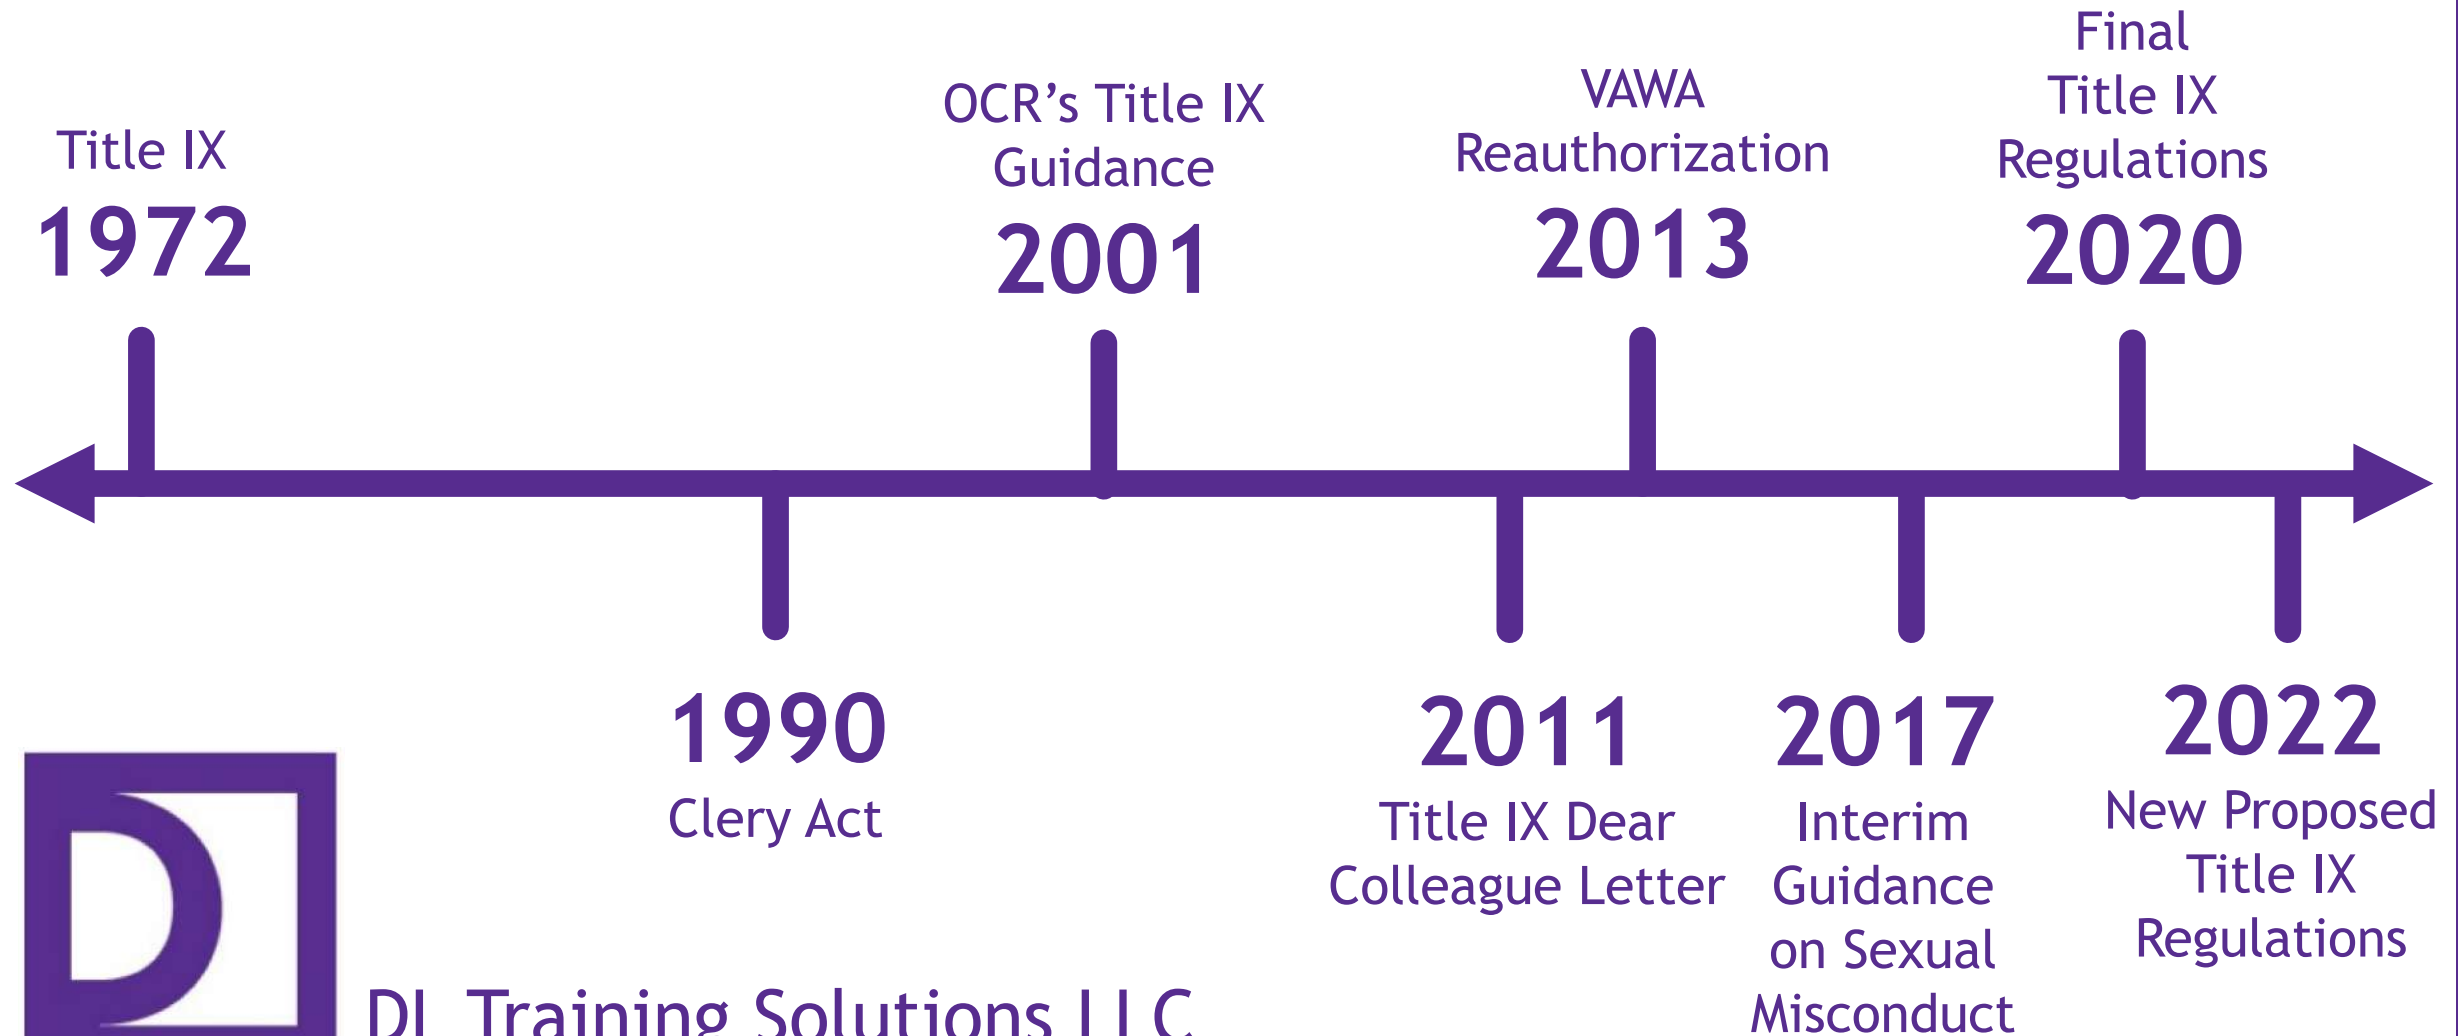 Title IX
1972
OCR’s Title IX
Guidance
2001
VAWA
Reauthorization
2013
Final
Title IX
Regulations
2020
1990
Clery Act
2011
Title IX Dear
Colleague Letter
2017
Interim
Guidance
on Sexual
Misconduct
2022
New Proposed
Title IX
Regulations
D
Training Solutions LLC